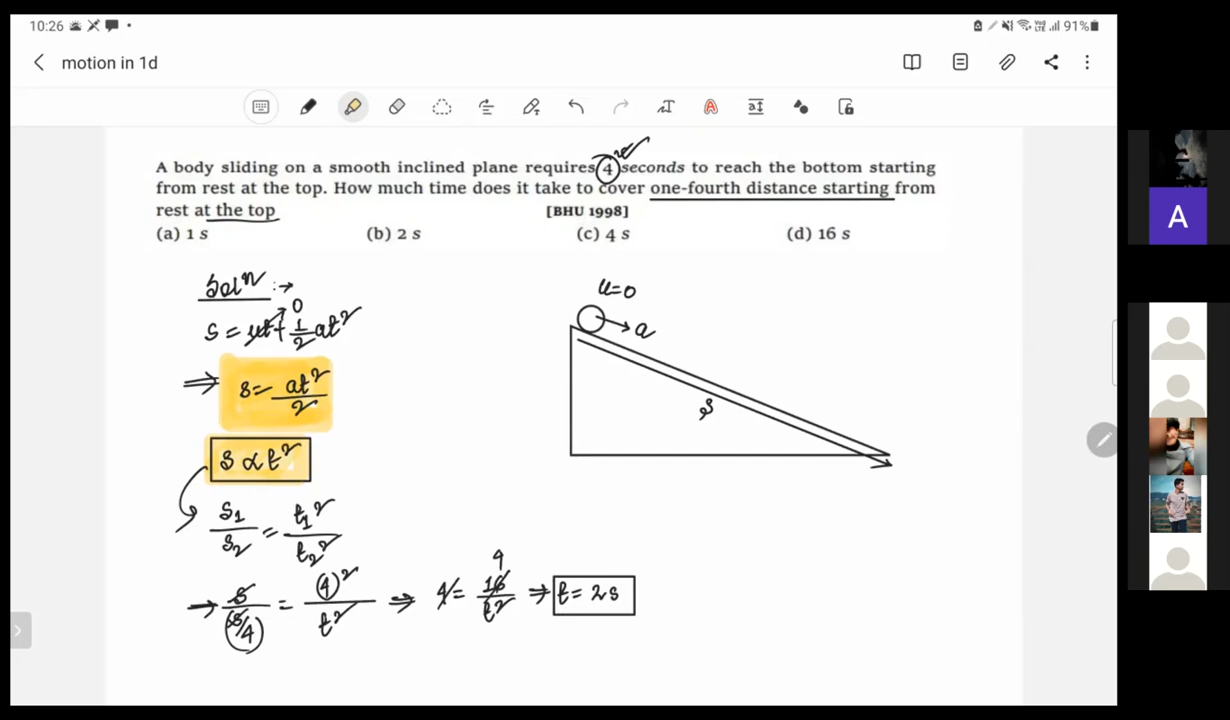 10:26 91%
motion in 1d
A body sliding on a smooth inclined plane requires 4 seconds to reach the bottom starting
from rest at the top. How much time does it take to cover one-fourth distance starting from
rest at the top [BHU 1998]
(a) 1 s (b) 2 s (c) 4 s (d) 16 s
Solⁿ :→
0
s = ut + 1/2 at²
⇒ s = at²/2
s ∝ t²
s₁/s₂ = t₁²/t₂²
→ s/(s/4) = (4)²/t² ⇒ 4 = 16/t² ⇒ t = 2s
4
u=0
a
s
A